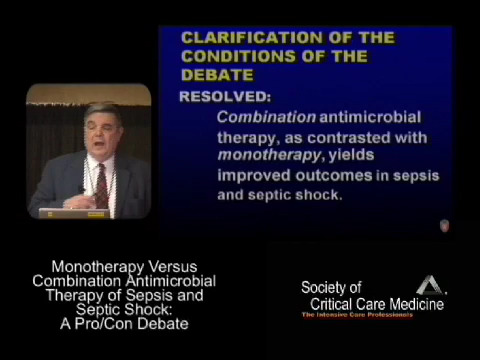 CLARIFICATION OF THE
CONDITIONS OF THE
DEBATE
RESOLVED:
Combination antimicrobial
therapy, as contrasted with
monotherapy, yields
improved outcomes in sepsis
and septic shock.
Monotherapy Versus
Combination Antimicrobial
Therapy of Sepsis and
Septic Shock:
A Pro/Con Debate
Society of
Critical Care Medicine
The Intensive Care Professionals